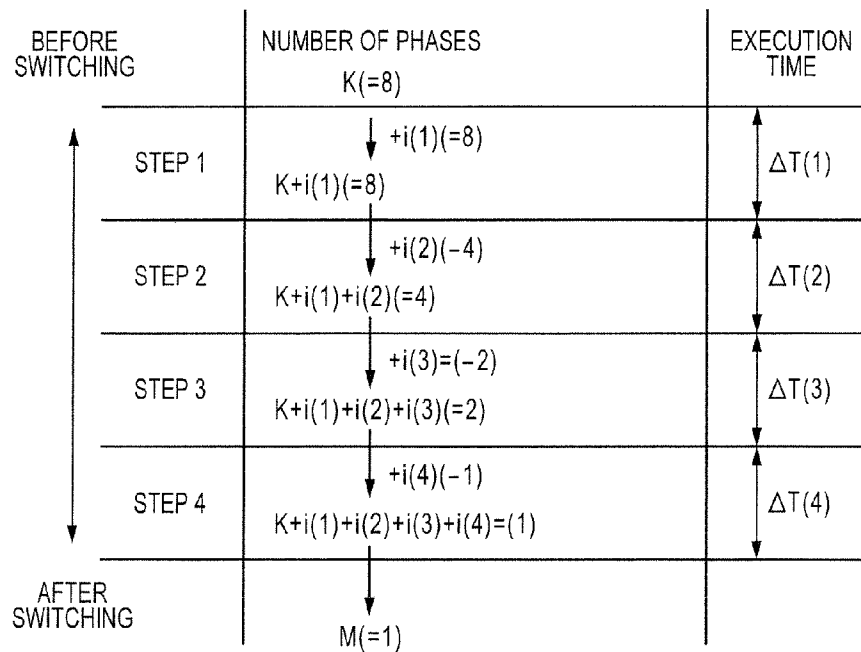 BEFORE SWITCHING
NUMBER OF PHASES
EXECUTION TIME
K(=8)
STEP 1
+i(1)(=8)
K+i(1)(=8)
ΔT(1)
STEP 2
+i(2)(-4)
K+i(1)+i(2)(=4)
ΔT(2)
STEP 3
+i(3)=(-2)
K+i(1)+i(2)+i(3)(=2)
ΔT(3)
STEP 4
+i(4)(-1)
K+i(1)+i(2)+i(3)+i(4)=(1)
ΔT(4)
AFTER SWITCHING
M(=1)